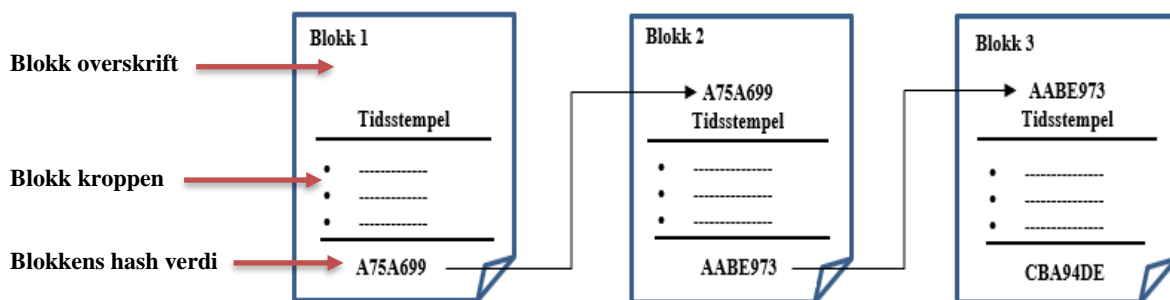 Blokk overskrift
Blokk kroppen
Blokkens hash verdi
Blokk 1
Tidsstempel
• ---------------
• ---------------
• ---------------
A75A699
Blokk 2
A75A699
Tidsstempel
• ---------------
• ---------------
• ---------------
AABE973
Blokk 3
AABE973
Tidsstempel
• ---------------
• ---------------
• ---------------
CBA94DE